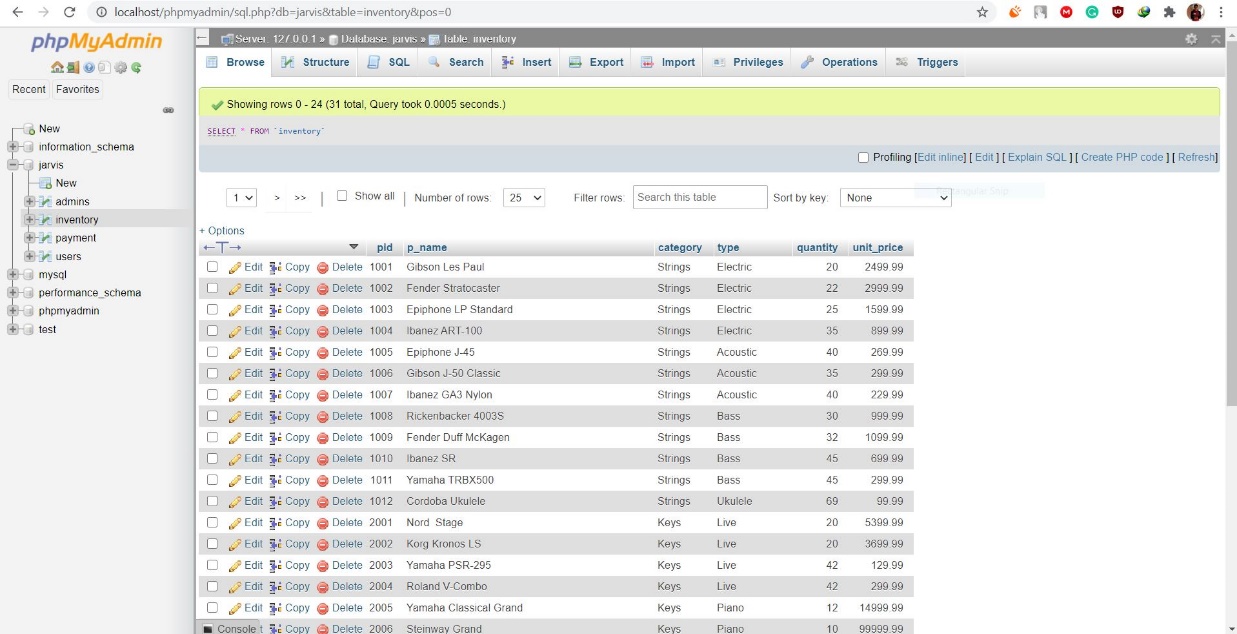 localhost/phpmyadmin/sql.php?db=jarvis&table=inventory&pos=0
phpMyAdmin
Recent Favorites
New
information_schema
jarvis
New
admins
inventory
payment
users
mysql
performance_schema
phpmyadmin
test
Server: 127.0.0.1 » Database: jarvis » Table: inventory
Browse Structure SQL Search Insert Export Import Privileges Operations Triggers
Showing rows 0 - 24 (31 total, Query took 0.0005 seconds.)
SELECT * FROM `inventory`
Profiling [Edit inline] [ Edit ] [ Explain SQL ] [ Create PHP code ] [ Refresh]
1 > >> | Show all | Number of rows: 25 Filter rows: Search this table Sort by key: None
+ Options
←T→ pid p_name category type quantity unit_price
Edit Copy Delete 1001 Gibson Les Paul Strings Electric 20 2499.99
Edit Copy Delete 1002 Fender Stratocaster Strings Electric 22 2999.99
Edit Copy Delete 1003 Epiphone LP Standard Strings Electric 25 1599.99
Edit Copy Delete 1004 Ibanez ART-100 Strings Electric 35 899.99
Edit Copy Delete 1005 Epiphone J-45 Strings Acoustic 40 269.99
Edit Copy Delete 1006 Gibson J-50 Classic Strings Acoustic 35 299.99
Edit Copy Delete 1007 Ibanez GA3 Nylon Strings Acoustic 40 229.99
Edit Copy Delete 1008 Rickenbacker 4003S Strings Bass 30 999.99
Edit Copy Delete 1009 Fender Duff McKagen Strings Bass 32 1099.99
Edit Copy Delete 1010 Ibanez SR Strings Bass 45 699.99
Edit Copy Delete 1011 Yamaha TRBX500 Strings Bass 45 299.99
Edit Copy Delete 1012 Cordoba Ukulele Strings Ukulele 69 99.99
Edit Copy Delete 2001 Nord Stage Keys Live 20 5399.99
Edit Copy Delete 2002 Korg Kronos LS Keys Live 20 3699.99
Edit Copy Delete 2003 Yamaha PSR-295 Keys Live 42 129.99
Edit Copy Delete 2004 Roland V-Combo Keys Live 42 299.99
Edit Copy Delete 2005 Yamaha Classical Grand Keys Piano 12 14999.99
Console Copy Delete 2006 Steinway Grand Keys Piano 10 99999.99